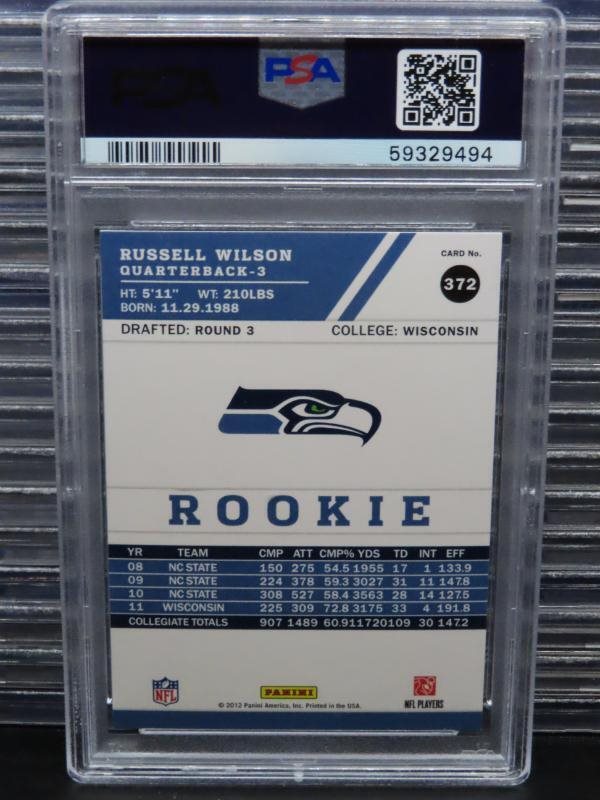 PSA
PSA
59329494
RUSSELL WILSON
QUARTERBACK-3
HT: 5'11" WT: 210LBS
BORN: 11.29.1988
CARD No.
372
DRAFTED: ROUND 3 COLLEGE: WISCONSIN
ROOKIE
YR TEAM CMP ATT CMP% YDS TD INT EFF
08 NC STATE 150 275 54.5 1955 17 1 133.9
09 NC STATE 224 378 59.3 3027 31 11 147.8
10 NC STATE 308 527 58.4 3563 28 14 127.5
11 WISCONSIN 225 309 72.8 3175 33 4 191.8
COLLEGIATE TOTALS 907 1489 60.9 11720 109 30 147.2
NFL
PANINI
NFL PLAYERS
© 2012 Panini America, Inc. Printed in the USA.